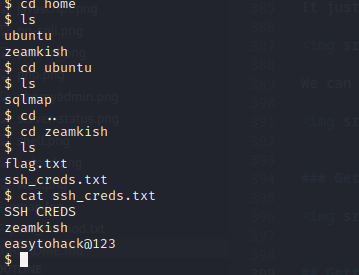 $ cd home
$ ls
ubuntu
zeamkish
$ cd ubuntu
$ ls
sqlmap
$ cd ..
$ cd zeamkish
$ ls
flag.txt
ssh_creds.txt
$ cat ssh_creds.txt
SSH CREDS
zeamkish
easytohack@123
$